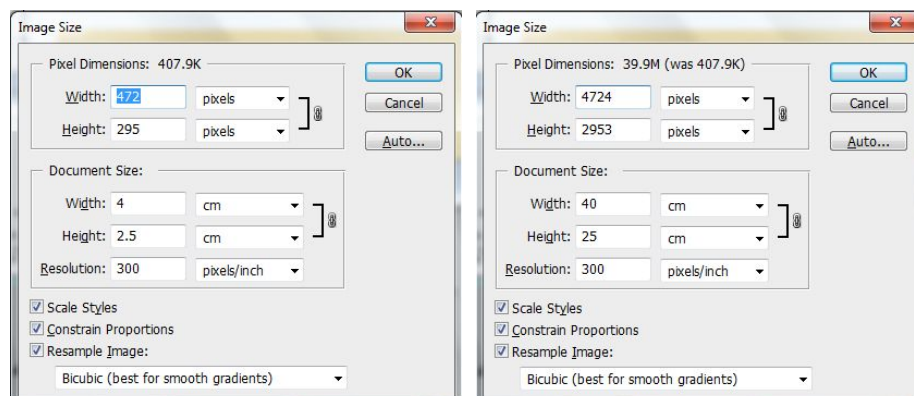 Image Size
Pixel Dimensions: 407.9K
Width: 472 pixels
Height: 295 pixels
OK
Cancel
Auto...
Document Size:
Width: 4 cm
Height: 2.5 cm
Resolution: 300 pixels/inch
Scale Styles
Constrain Proportions
Resample Image:
Bicubic (best for smooth gradients)
Image Size
Pixel Dimensions: 39.9M (was 407.9K)
Width: 4724 pixels
Height: 2953 pixels
OK
Cancel
Auto...
Document Size:
Width: 40 cm
Height: 25 cm
Resolution: 300 pixels/inch
Scale Styles
Constrain Proportions
Resample Image:
Bicubic (best for smooth gradients)